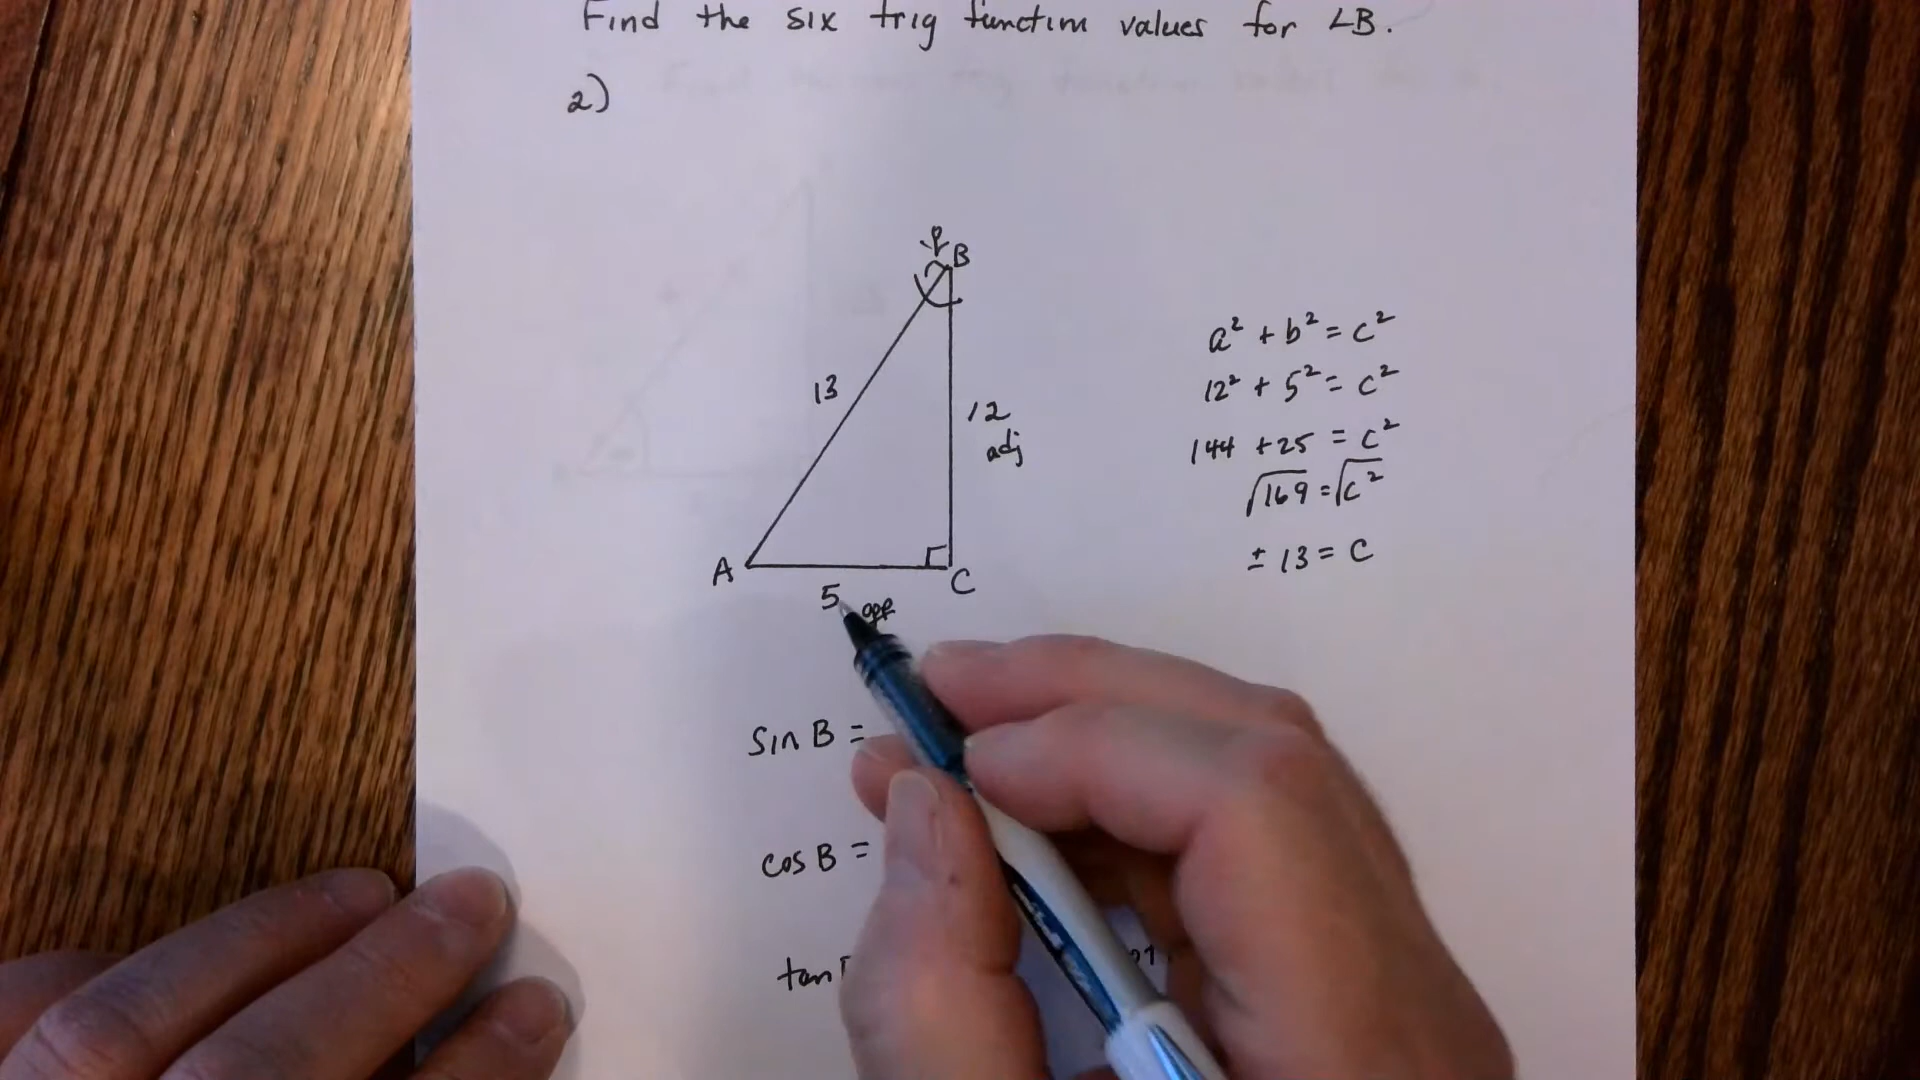 Find the six trig function values for ∠B.
2)
B
13
12
adj
A
C
5 opp
a² + b² = c²
12² + 5² = c²
144 + 25 = c²
√169 = √c²
± 13 = C
sin B =
cos B =
tan